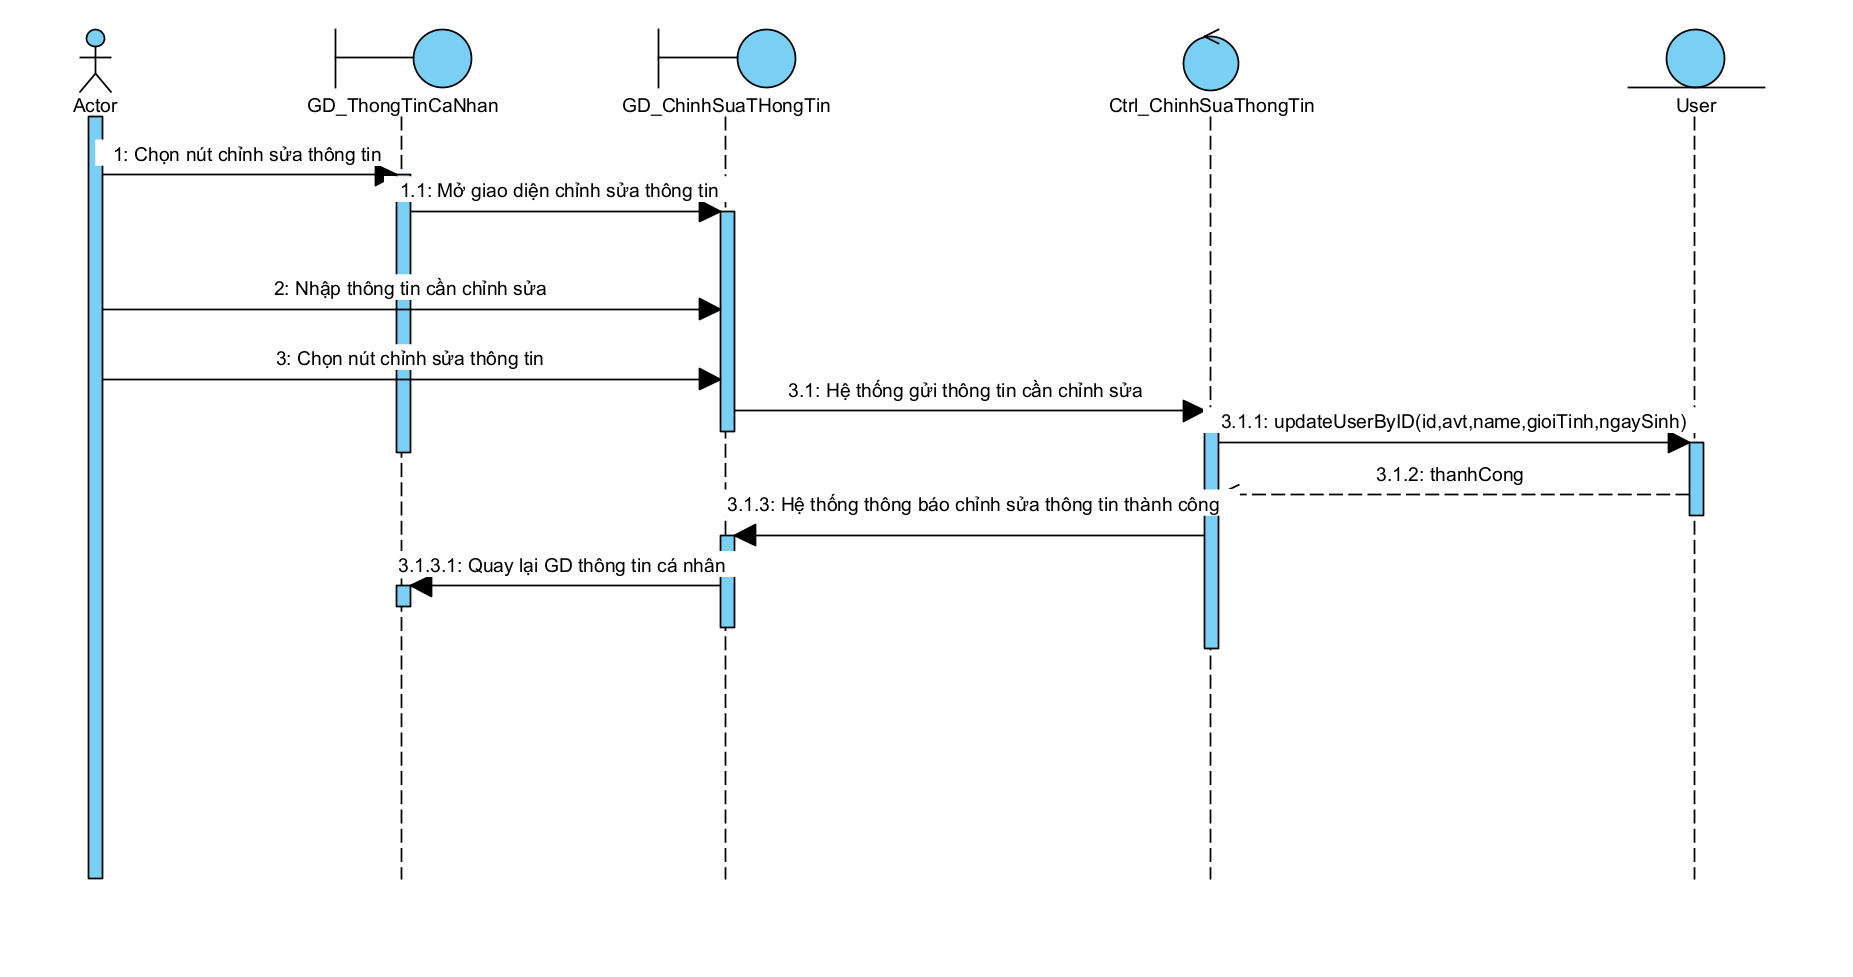 Actor
GD_ThongTinCaNhan
GD_ChinhSuaTHongTin
Ctrl_ChinhSuaThongTin
User
1: Chọn nút chỉnh sửa thông tin
1.1: Mở giao diện chỉnh sửa thông tin
2: Nhập thông tin cần chỉnh sửa
3: Chọn nút chỉnh sửa thông tin
3.1: Hệ thống gửi thông tin cần chỉnh sửa
3.1.1: updateUserByID(id,avt,name,gioiTinh,ngaySinh)
3.1.2: thanhCong
3.1.3: Hệ thống thông báo chỉnh sửa thông tin thành công
3.1.3.1: Quay lại GD thông tin cá nhân